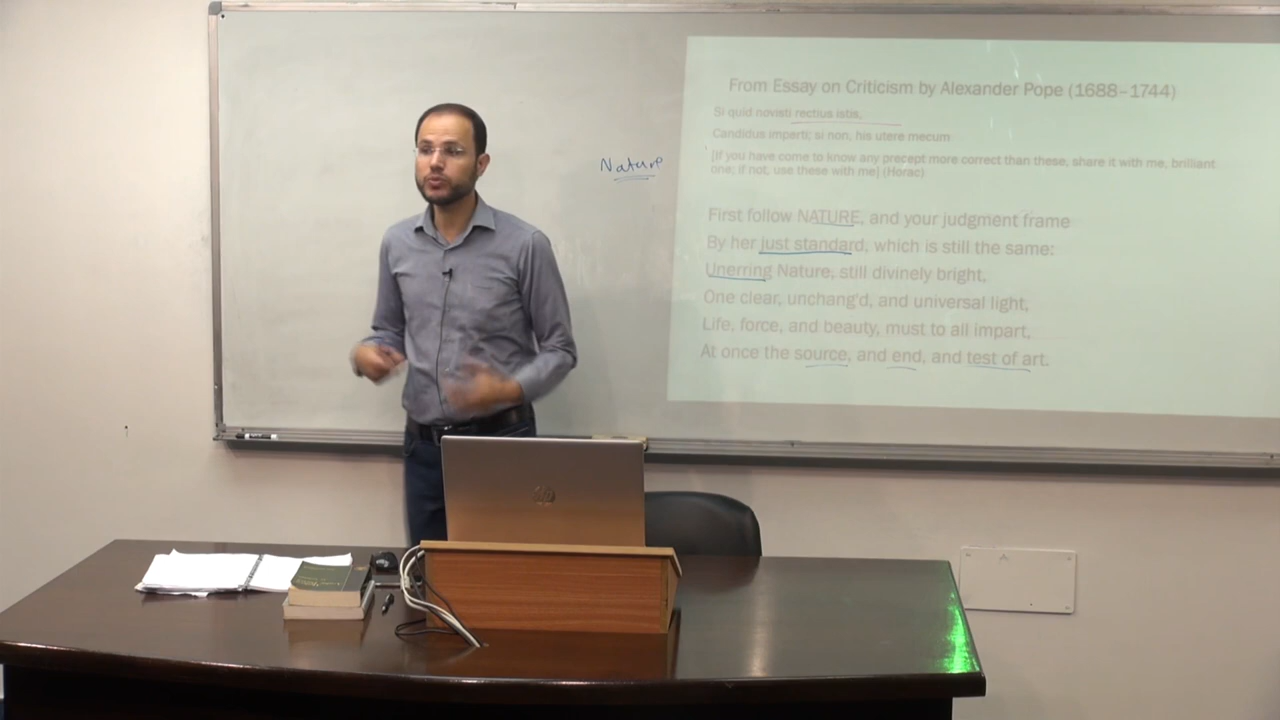 Nature
From Essay on Criticism by Alexander Pope (1688–1744)
Si quid novisti rectius istis,
Candidus imperti; si non, his utere mecum
[If you have come to know any precept more correct than these, share it with me, brilliant
one; if not, use these with me] (Horac)
First follow NATURE, and your judgment frame
By her just standard, which is still the same:
Unerring Nature, still divinely bright,
One clear, unchang'd, and universal light,
Life, force, and beauty, must to all impart,
At once the source, and end, and test of art.
hp